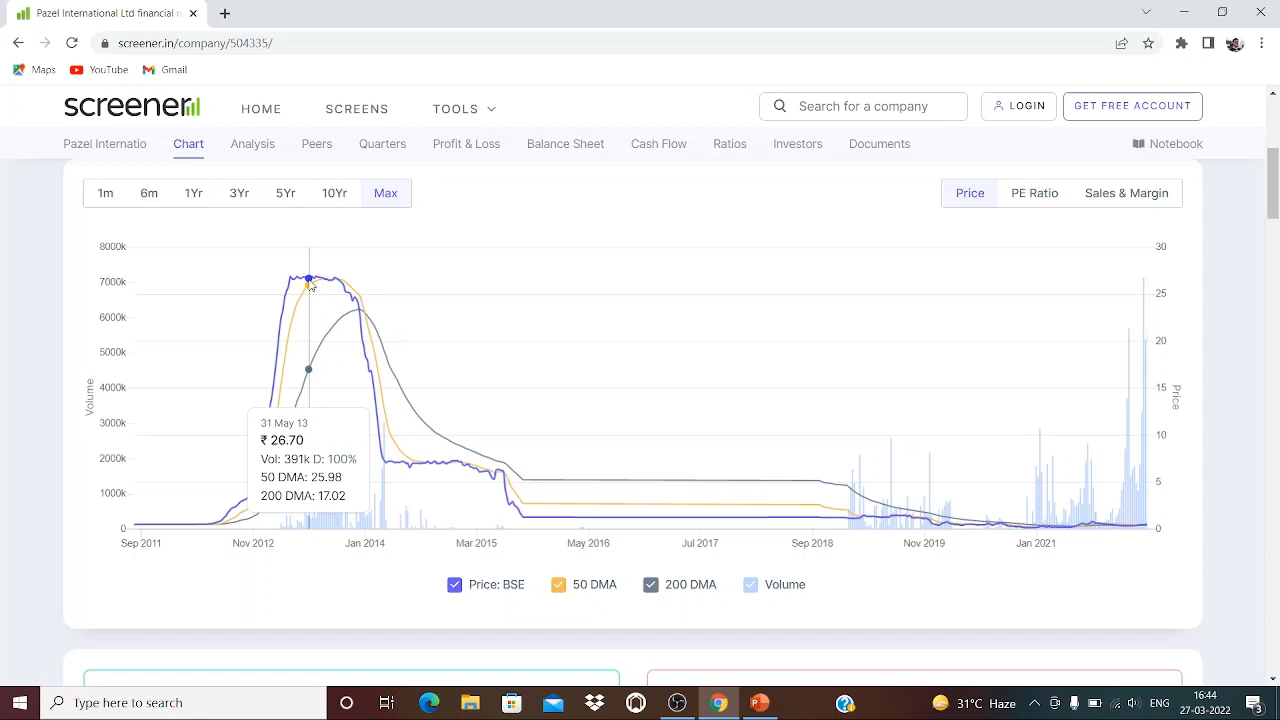 Pazel International Ltd financial r
screener.in/company/504335/
Maps YouTube Gmail
screener HOME SCREENS TOOLS Search for a company LOGIN GET FREE ACCOUNT
Pazel Internatio Chart Analysis Peers Quarters Profit & Loss Balance Sheet Cash Flow Ratios Investors Documents Notebook
1m 6m 1Yr 3Yr 5Yr 10Yr Max Price PE Ratio Sales & Margin
8000k 30
7000k
25
6000k
20
5000k
4000k 15
Volume Price
3000k
10
2000k
5
1000k
0 0
31 May 13
₹ 26.70
Vol: 391k D: 100%
50 DMA: 25.98
200 DMA: 17.02
Sep 2011 Nov 2012 Jan 2014 Mar 2015 May 2016 Jul 2017 Sep 2018 Nov 2019 Jan 2021
Price: BSE 50 DMA 200 DMA Volume
Type here to search 31°C Haze ENG 16:44
27-03-2022